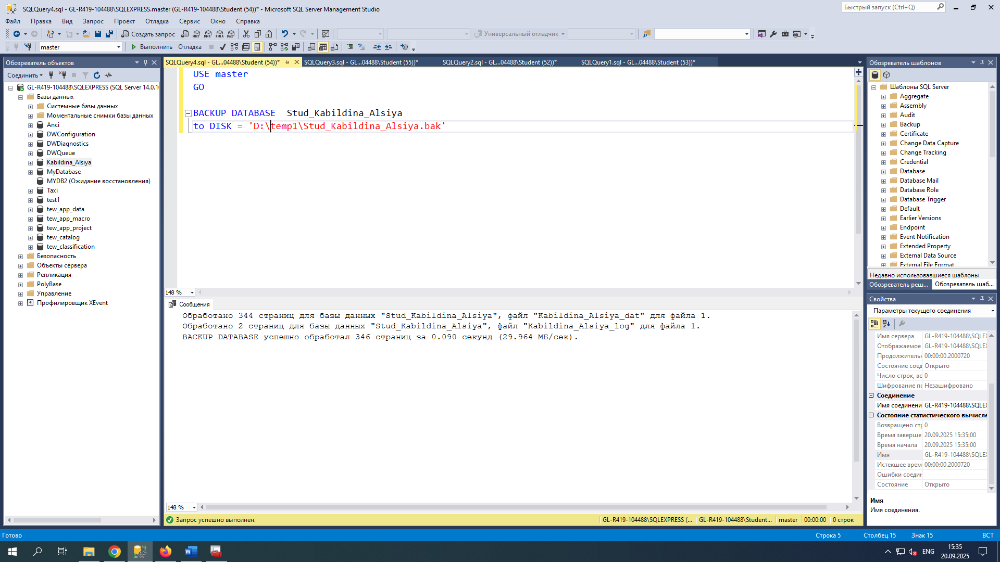 SQLQuery4.sql - GL-R419-104488\SQLEXPRESS.master (GL-R419-104488\Student (54))* - Microsoft SQL Server Management Studio
Быстрый запуск (Ctrl+Q)
Файл Правка Вид Запрос Проект Отладка Сервис Окно Справка
Создать запрос
Универсальный отладчик
master
Выполнить Отладка
Обозреватель объектов
Соединить
GL-R419-104488\SQLEXPRESS (SQL Server 14.0.1
Базы данных
Системные базы данных
Моментальные снимки базы данных
Anci
DWConfiguration
DWDiagnostics
DWQueue
Kabildina_Alsiya
MyDatabase
MYDB2 (Ожидание восстановления)
Taxi
test1
tew_app_data
tew_app_macro
tew_app_project
tew_catalog
tew_classification
Безопасность
Объекты сервера
Репликация
PolyBase
Управление
Профилировщик XEvent
SQLQuery4.sql - GL...04488\Student (54))* SQLQuery3.sql - GL...04488\Student (55))* SQLQuery2.sql - GL...04488\Student (52))* SQLQuery1.sql - GL...04488\Student (53))*
USE master
GO
BACKUP DATABASE  Stud_Kabildina_Alsiya
to DISK = 'D:\temp1\Stud_Kabildina_Alsiya.bak'
148 %
Сообщения
Обработано 344 страниц для базы данных "Stud_Kabildina_Alsiya", файл "Kabildina_Alsiya_dat" для файла 1.
Обработано 2 страниц для базы данных "Stud_Kabildina_Alsiya", файл "Kabildina_Alsiya_log" для файла 1.
BACKUP DATABASE успешно обработал 346 страниц за 0.090 секунд (29.964 МБ/сек).
148 %
Запрос успешно выполнен.
GL-R419-104488\SQLEXPRESS (... GL-R419-104488\Student... master 00:00:00 0 строк
Обозреватель шаблонов
Шаблоны SQL Server
Aggregate
Assembly
Audit
Backup
Certificate
Change Data Capture
Change Tracking
Credential
Database
Database Mail
Database Role
Database Trigger
Default
Earlier Versions
Endpoint
Event Notification
Extended Property
External Data Source
External File Format
Недавно использовавшиеся шаблоны
Обозреватель реш... Обозреватель шаб...
Свойства
Параметры текущего соединения
Имя сервера GL-R419-104488\SQLEX
Отображаемое GL-R419-104488\SQLEX
Продолжительн 00:00:00.2000720
Состояние соед Открыто
Число строк, вс 0
Шифрование по Незашифровано
Соединение
Имя соединени GL-R419-104488\SQLEX
Состояние статистического вычисле
Возвращено стр 0
Время заверше 20.09.2025 15:35:00
Время начала 20.09.2025 15:35:00
Имя GL-R419-104488\SQLEX
Истекшее врем 00:00:00.2000720
Ошибки соедин
Состояние Открыто
Имя
Имя соединения.
Готово
Строка 5 Столбец 15 Знак 15 ВСТ
ENG
15:35
20.09.2025